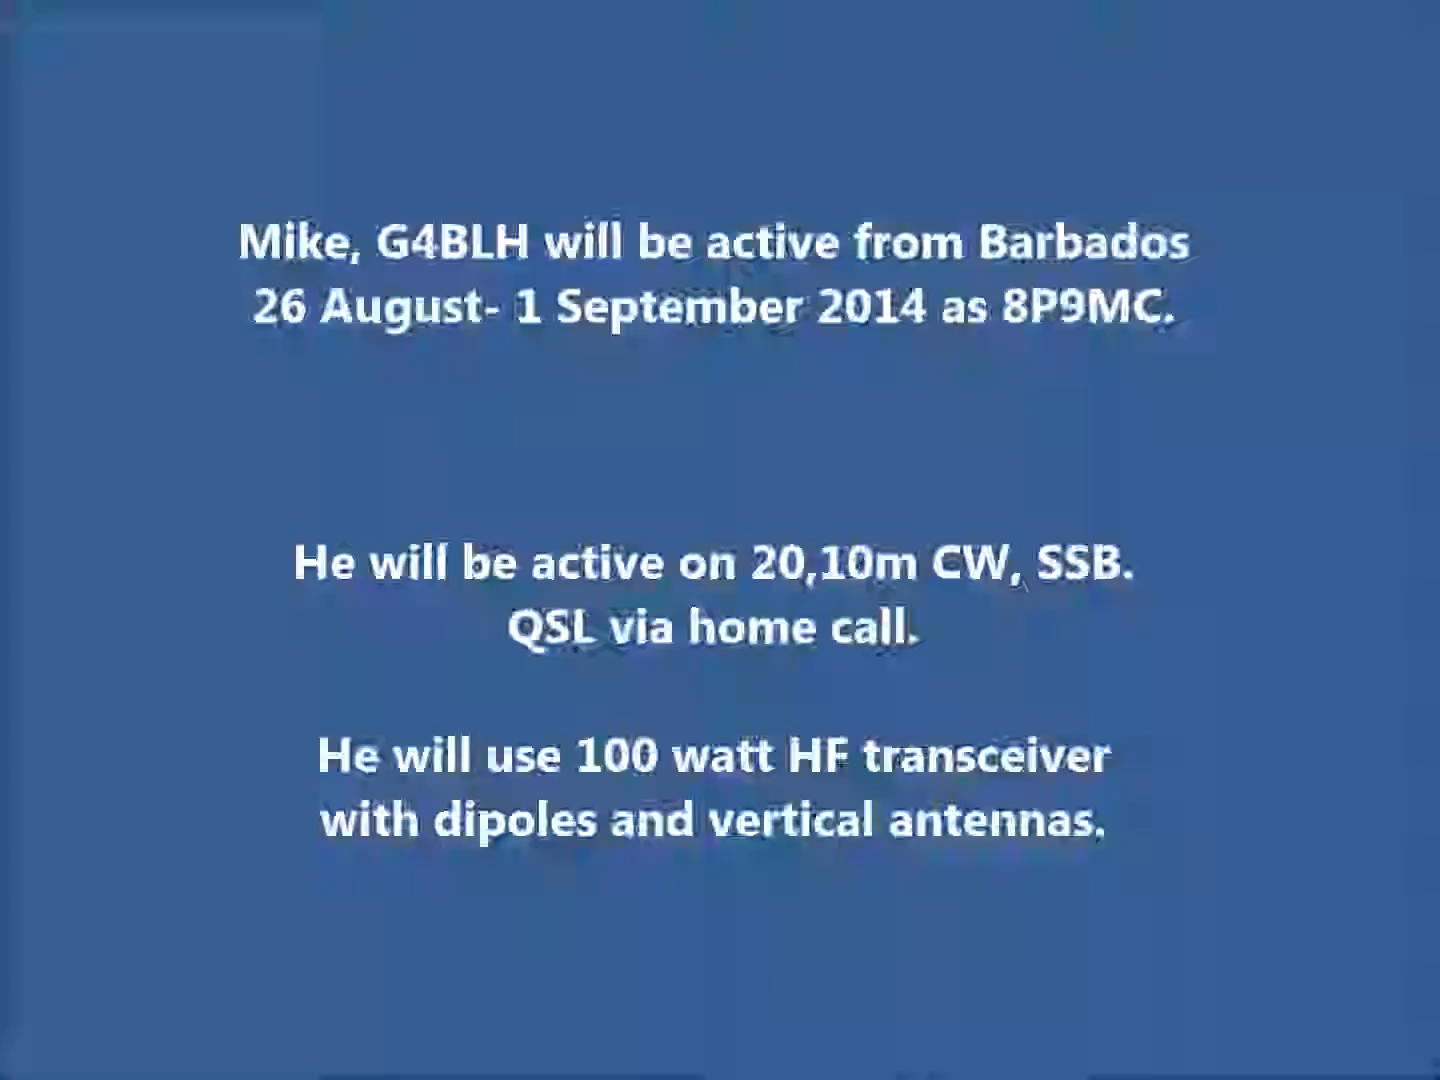 Mike, G4BLH will be active from Barbados
26 August- 1 September 2014 as 8P9MC.
He will be active on 20,10m CW, SSB.
QSL via home call.
He will use 100 watt HF transceiver
with dipoles and vertical antennas.